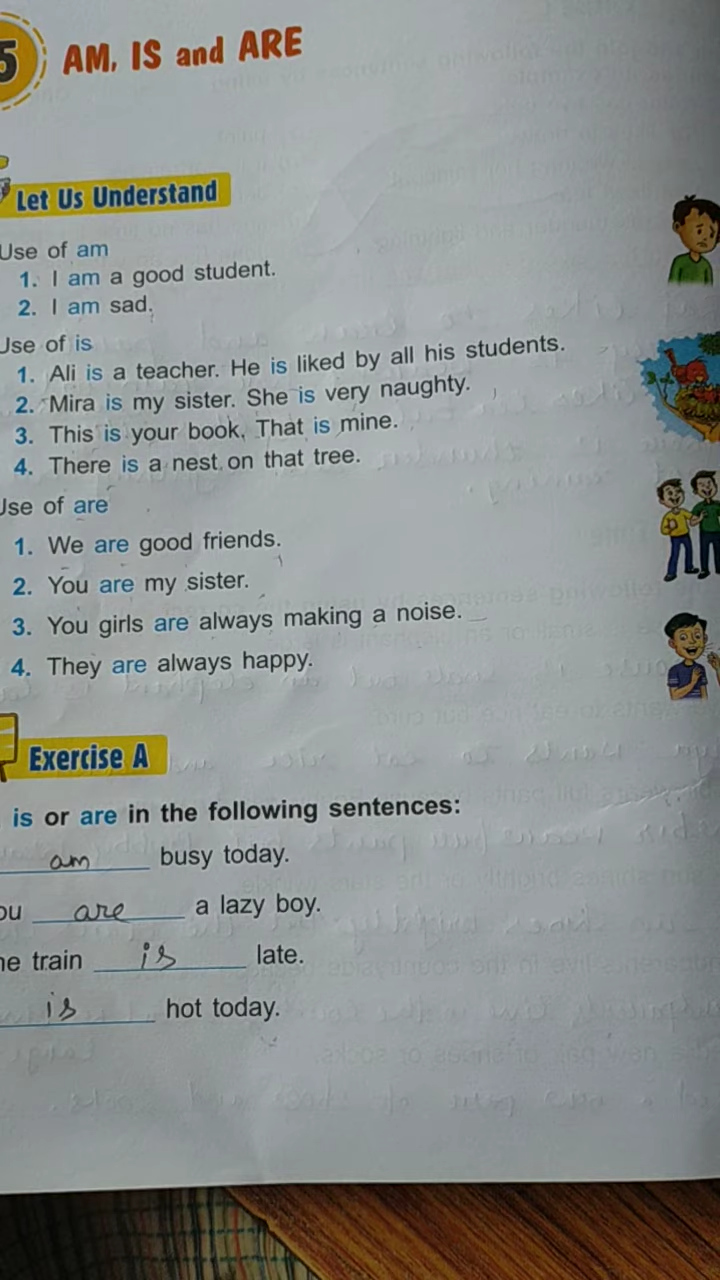 5 AM, IS and ARE
Let Us Understand
Use of am
1. I am a good student.
2. I am sad.
Use of is
1. Ali is a teacher. He is liked by all his students.
2. Mira is my sister. She is very naughty.
3. This is your book. That is mine.
4. There is a nest on that tree.
Use of are
1. We are good friends.
2. You are my sister.
3. You girls are always making a noise.
4. They are always happy.
Exercise A
is or are in the following sentences:
am busy today.
ou are a lazy boy.
he train is late.
is hot today.